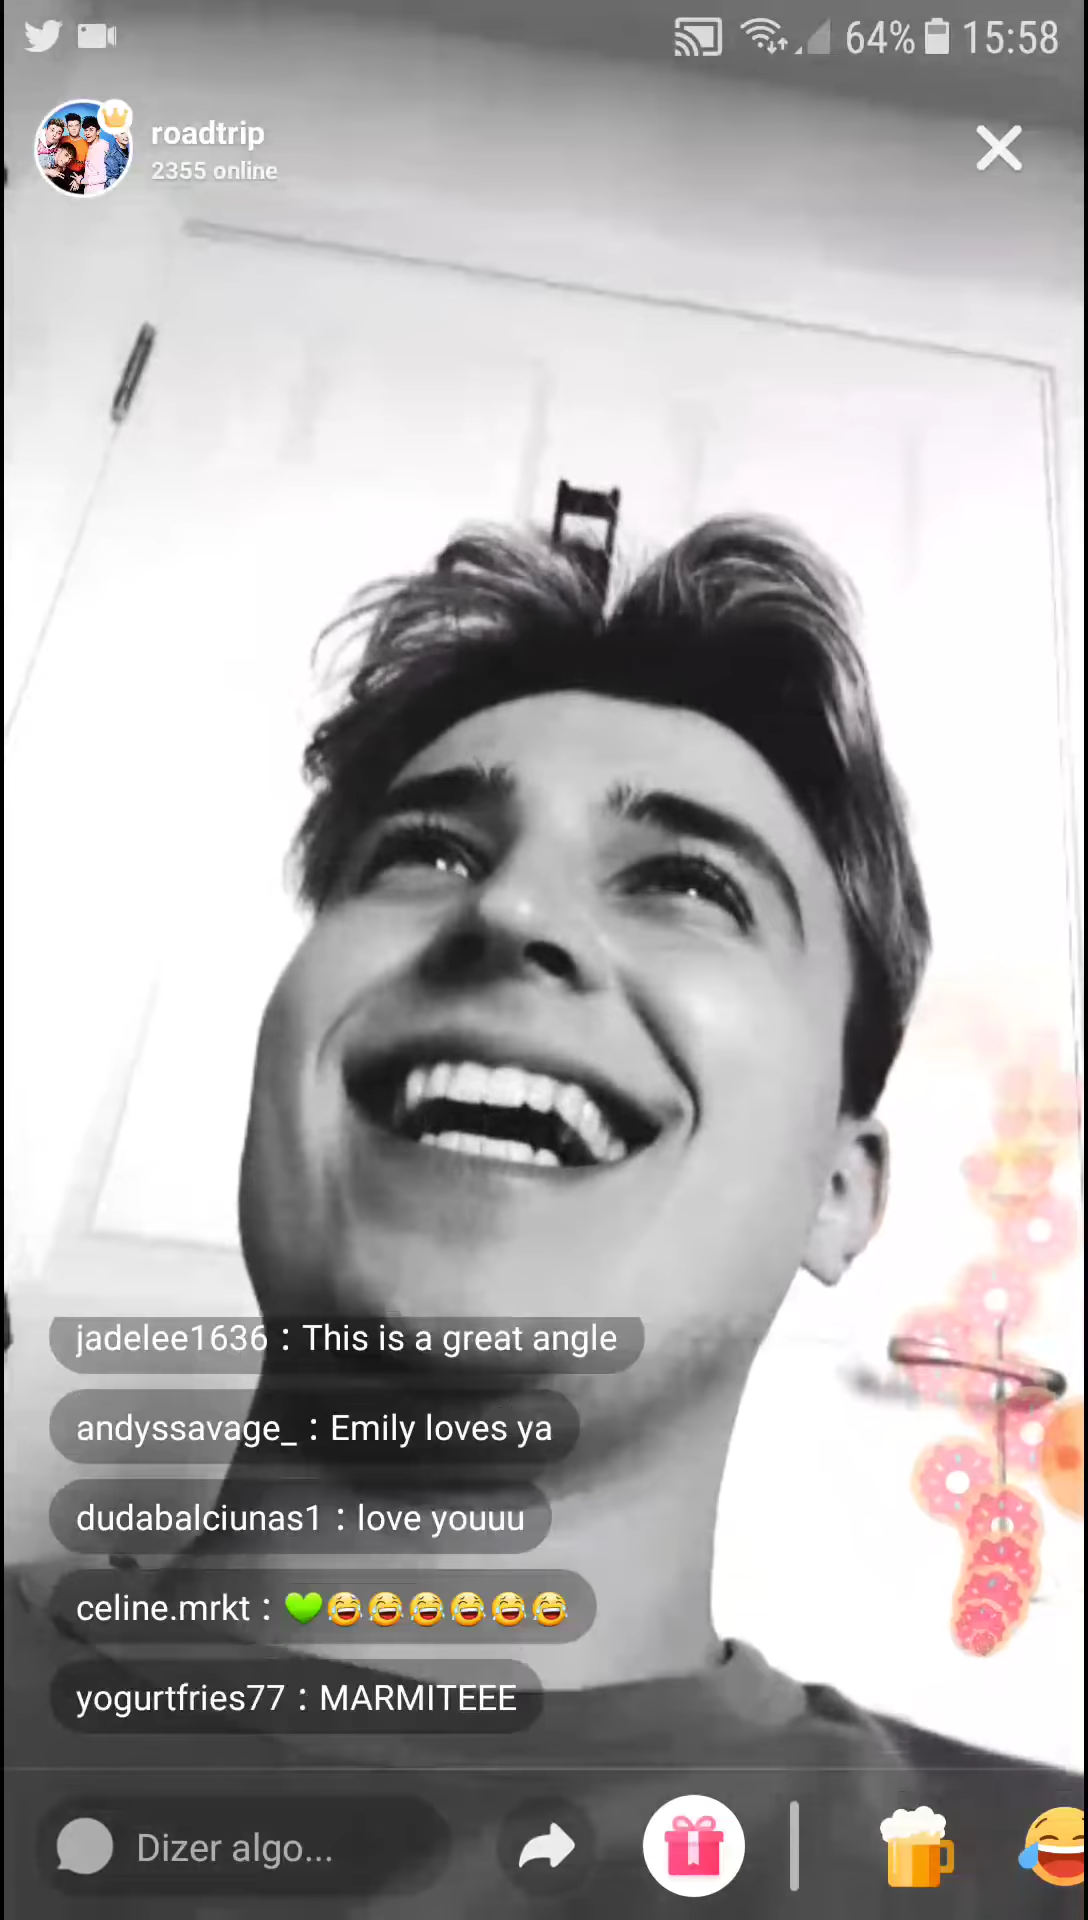 64% 15:58
roadtrip
2355 online
jadelee1636 : This is a great angle
andyssavage_ : Emily loves ya
dudabalciunas1 : love youuu
celine.mrkt : 💚😂😂😂😂😂😂
yogurtfries77 : MARMITEEE
Dizer algo...